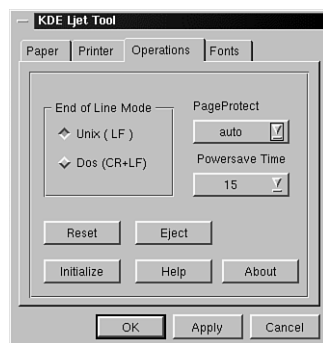 KDE Ljet Tool
Paper Printer Operations Fonts
End of Line Mode
Unix ( LF )
Dos (CR+LF)
PageProtect
auto
Powersave Time
15
Reset Eject
Initialize Help About
OK Apply Cancel